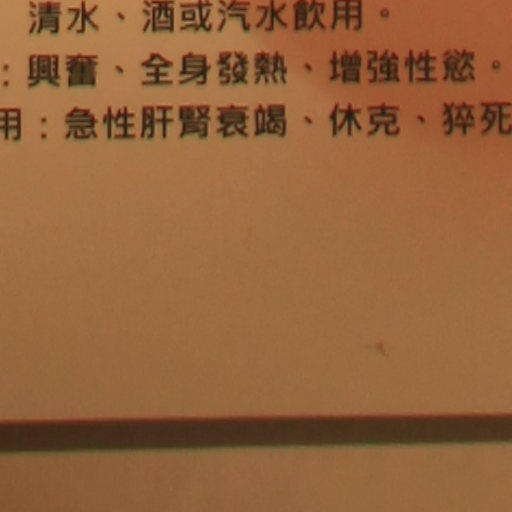 清水、酒或汽水飲用。
：興奮、全身發熱、增強性慾。
用：急性肝腎衰竭、休克、猝死